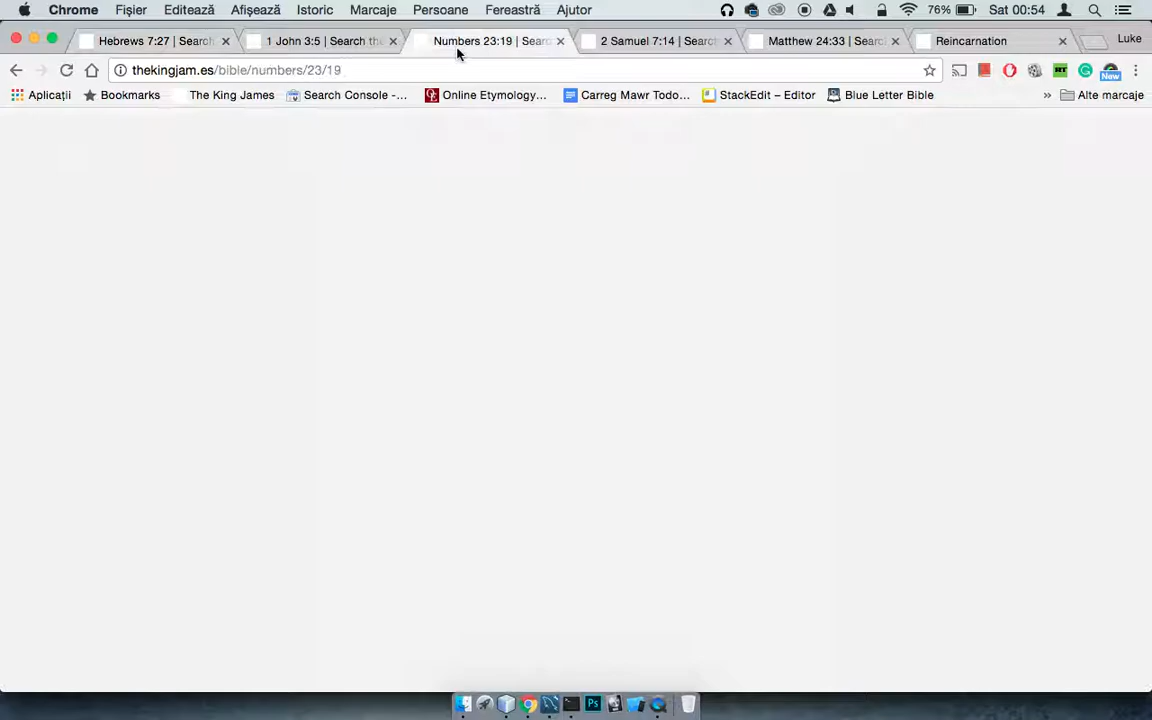 Chrome Fișier Editează Afișează Istoric Marcaje Persoane Fereastră Ajutor 76% Sat 00:54
Hebrews 7:27 | Search 1 John 3:5 | Search the Numbers 23:19 | Sear 2 Samuel 7:14 | Search Matthew 24:33 | Search Reincarnation Luke
thekingjam.es/bible/numbers/23/19 New
Aplicații Bookmarks The King James Search Console -... Online Etymology... Carreg Mawr Todo... StackEdit – Editor Blue Letter Bible » Alte marcaje
Ps